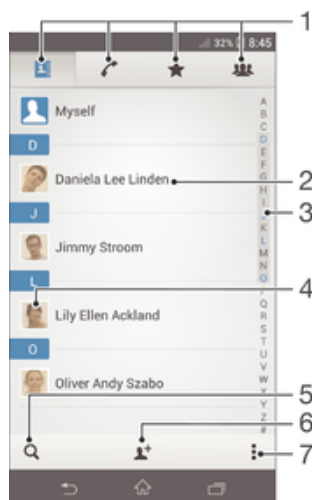 1
32% 8:45
Myself
D
Daniela Lee Linden
2
J
Jimmy Stroom
L
Lily Ellen Ackland
4
O
Oliver Andy Szabo
A
B
C
D
E
F
G
H
I
3
K
L
M
N
O
Q
R
S
T
U
V
W
X
Y
Z
#
5
6
7